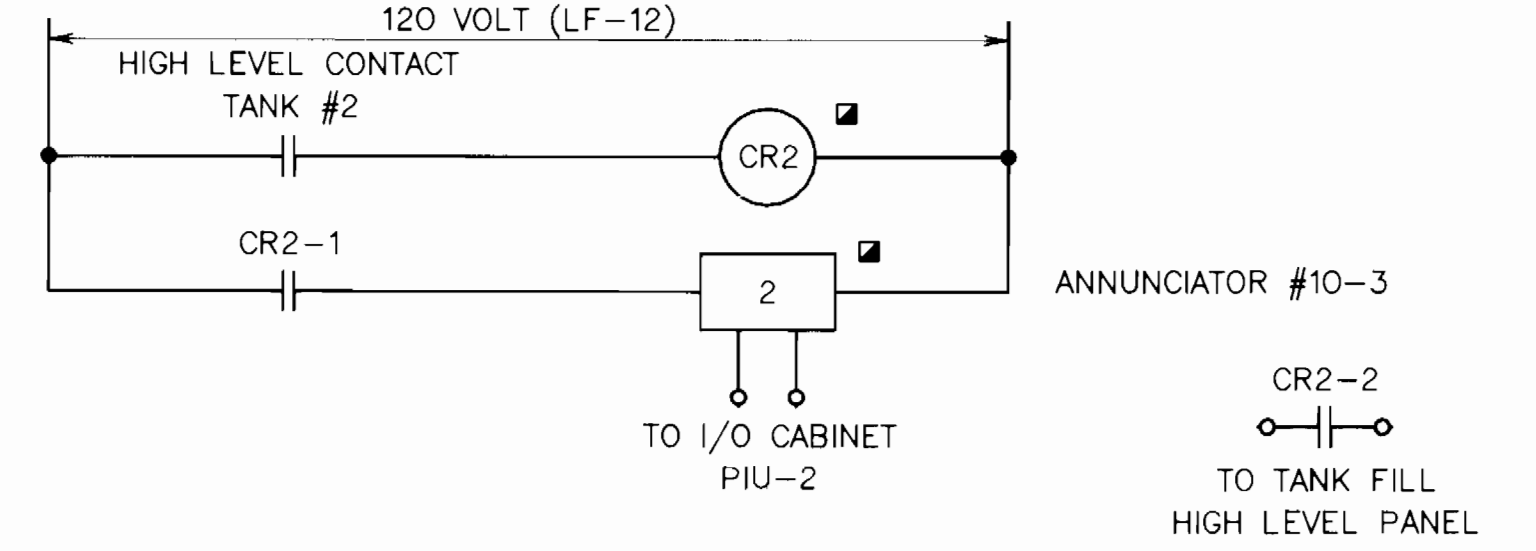 120 VOLT (LF-12)
HIGH LEVEL CONTACT
TANK #2
CR2
CR2-1
2
ANNUNCIATOR #10-3
CR2-2
TO I/O CABINET
PIU-2
TO TANK FILL
HIGH LEVEL PANEL